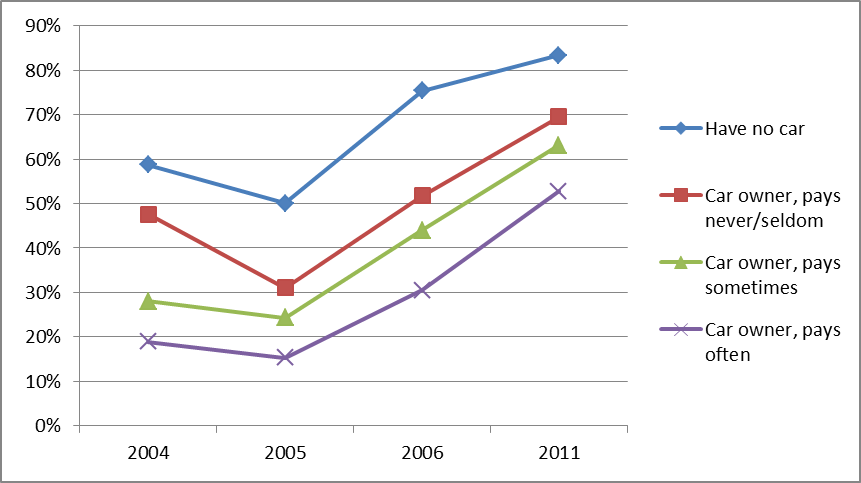 90%
80%
70%
60%
50%
40%
30%
20%
10%
0%
2004 2005 2006 2011
Have no car
Car owner, pays
never/seldom
Car owner, pays
sometimes
Car owner, pays
often